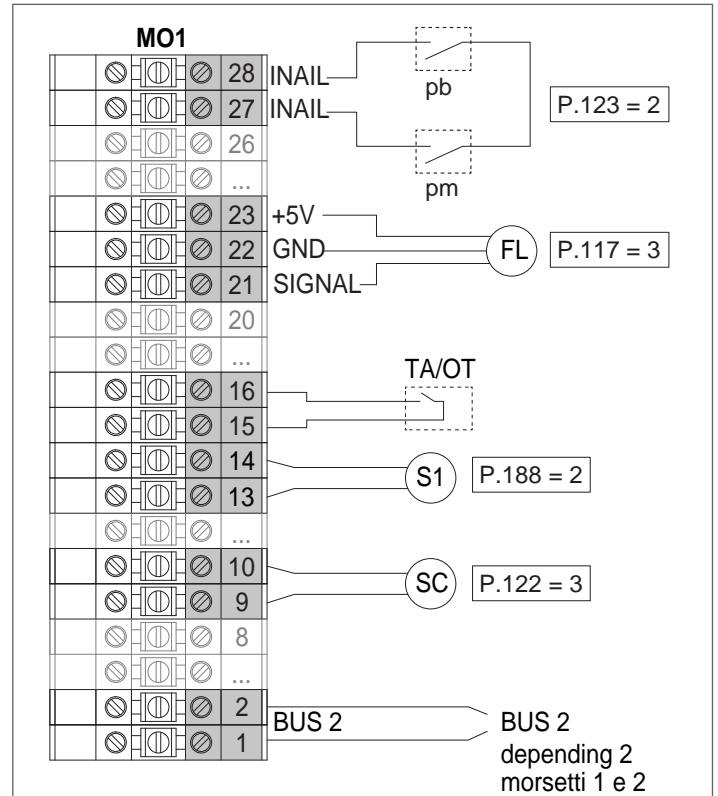 MO1
28 INAIL
pb
27 INAIL
P.123 = 2
26
pm
...
23 +5V
22 GND FL P.117 = 3
21 SIGNAL
20
...
TA/OT
16
15
14
S1 P.188 = 2
13
...
10
SC P.122 = 3
9
8
...
2
BUS 2 BUS 2
1
depending 2
morsetti 1 e 2